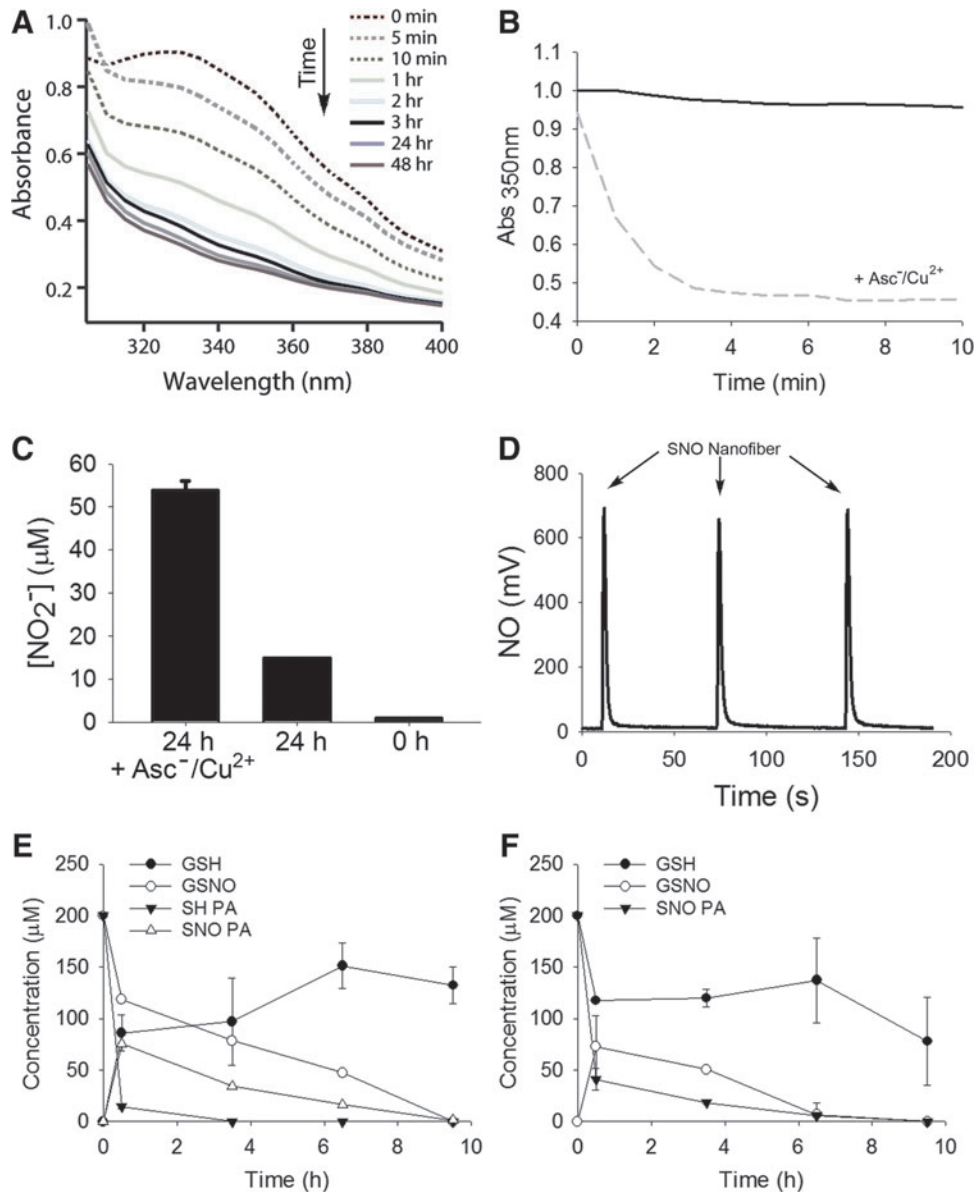 A
Absorbance
1.0
0.8
0.6
0.4
0.2
320
340
360
380
400
Wavelength (nm)
Time
0 min
5 min
10 min
1 hr
2 hr
3 hr
24 hr
48 hr
B
Abs 350nm
1.1
1.0
0.9
0.8
0.7
0.6
0.5
0.4
0
2
4
6
8
10
Time (min)
+ Asc⁻/Cu²⁺
C
[NO₂⁻] (µM)
60
50
40
30
20
10
0
24 h
+ Asc⁻/Cu²⁺
24 h
0 h
D
SNO Nanofiber
NO (mV)
800
600
400
200
0
0
50
100
150
200
Time (s)
E
Concentration (µM)
250
200
150
100
50
0
0
2
4
6
8
10
Time (h)
GSH
GSNO
SH PA
SNO PA
F
Concentration (µM)
250
200
150
100
50
0
0
2
4
6
8
10
Time (h)
GSH
GSNO
SNO PA